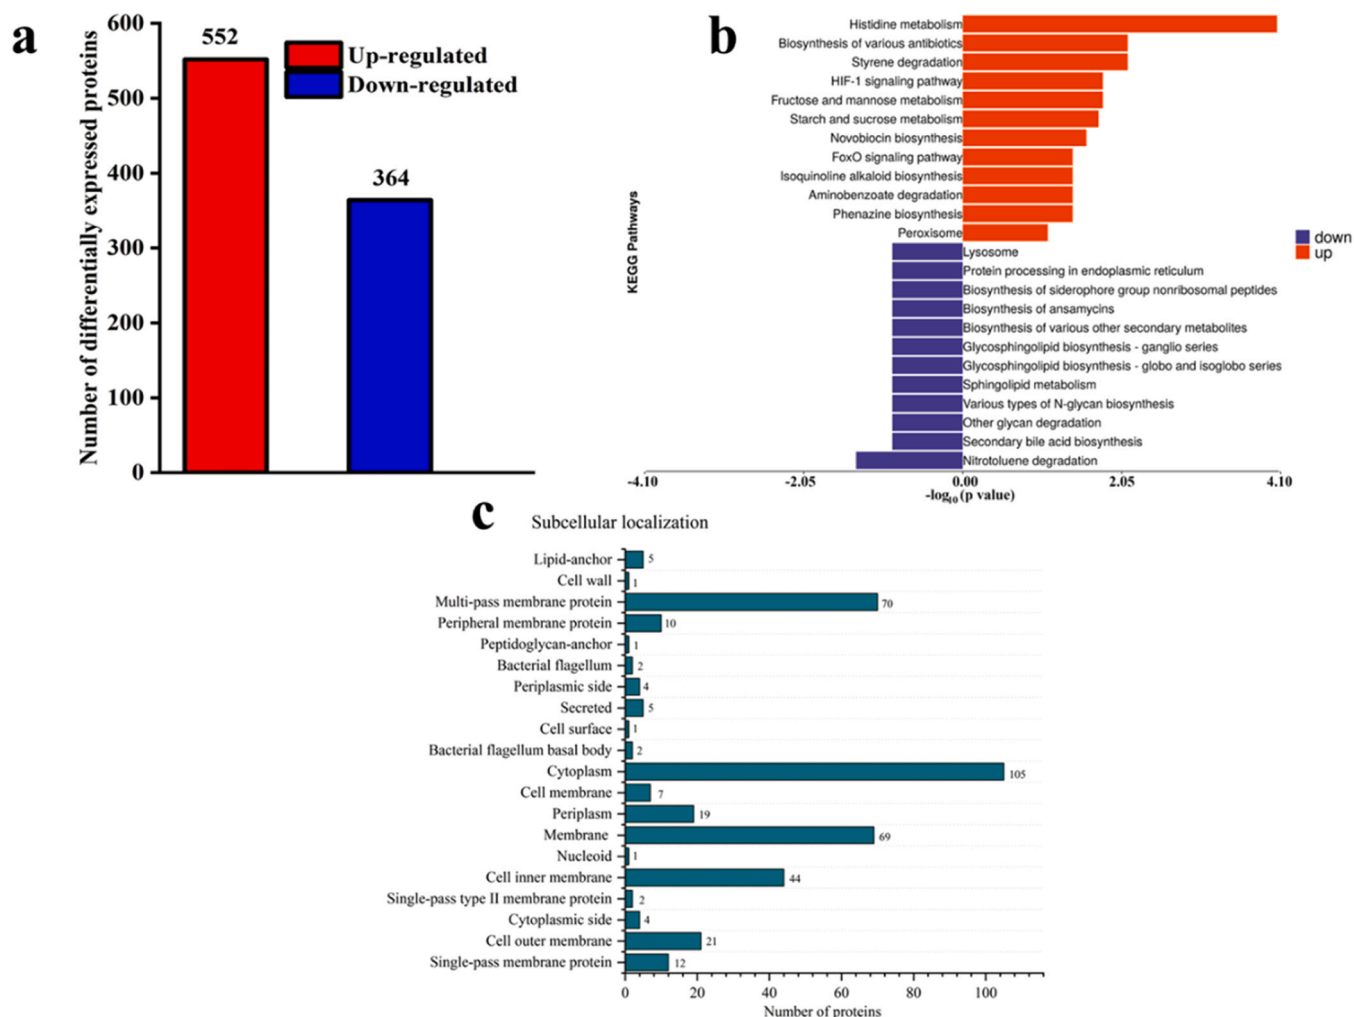 a
Number of differentially expressed proteins
600
500
400
300
200
100
0
552
364
Up-regulated
Down-regulated
b
KEGG Pathways
Histidine metabolism
Biosynthesis of various antibiotics
Styrene degradation
HIF-1 signaling pathway
Fructose and mannose metabolism
Starch and sucrose metabolism
Novobiocin biosynthesis
FoxO signaling pathway
Isoquinoline alkaloid biosynthesis
Aminobenzoate degradation
Phenazine biosynthesis
Peroxisome
Lysosome
Protein processing in endoplasmic reticulum
Biosynthesis of siderophore group nonribosomal peptides
Biosynthesis of ansamycins
Biosynthesis of various other secondary metabolites
Glycosphingolipid biosynthesis - ganglio series
Glycosphingolipid biosynthesis - globo and isoglobo series
Sphingolipid metabolism
Various types of N-glycan biosynthesis
Other glycan degradation
Secondary bile acid biosynthesis
Nitrotoluene degradation
down
up
-4.10 -2.05 0.00 2.05 4.10
-log₁₀(p value)
c
Subcellular localization
Lipid-anchor 5
Cell wall 1
Multi-pass membrane protein 70
Peripheral membrane protein 10
Peptidoglycan-anchor 1
Bacterial flagellum 2
Periplasmic side 4
Secreted 5
Cell surface 1
Bacterial flagellum basal body 2
Cytoplasm 105
Cell membrane 7
Periplasm 19
Membrane 69
Nucleoid 1
Cell inner membrane 44
Single-pass type II membrane protein 2
Cytoplasmic side 4
Cell outer membrane 21
Single-pass membrane protein 12
0 20 40 60 80 100
Number of proteins